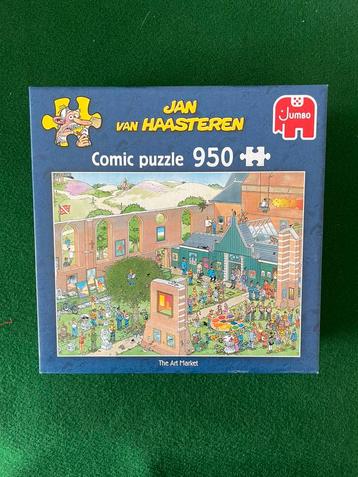 JAN
VAN HAASTEREN
Jumbo
Comic puzzle 950
The Art Market